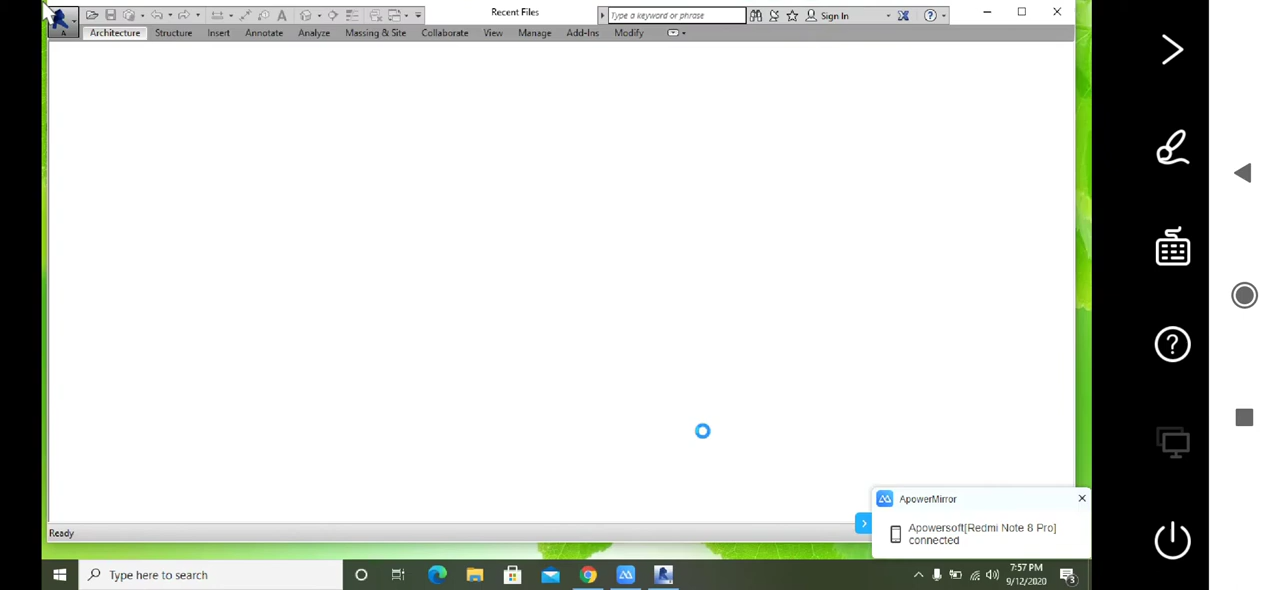 Recent Files
Type a keyword or phrase
Sign In
A
Architecture Structure Insert Annotate Analyze Massing & Site Collaborate View Manage Add-Ins Modify
Ready
ApowerMirror
Apowersoft[Redmi Note 8 Pro]
connected
Type here to search
7:57 PM
9/12/2020
3